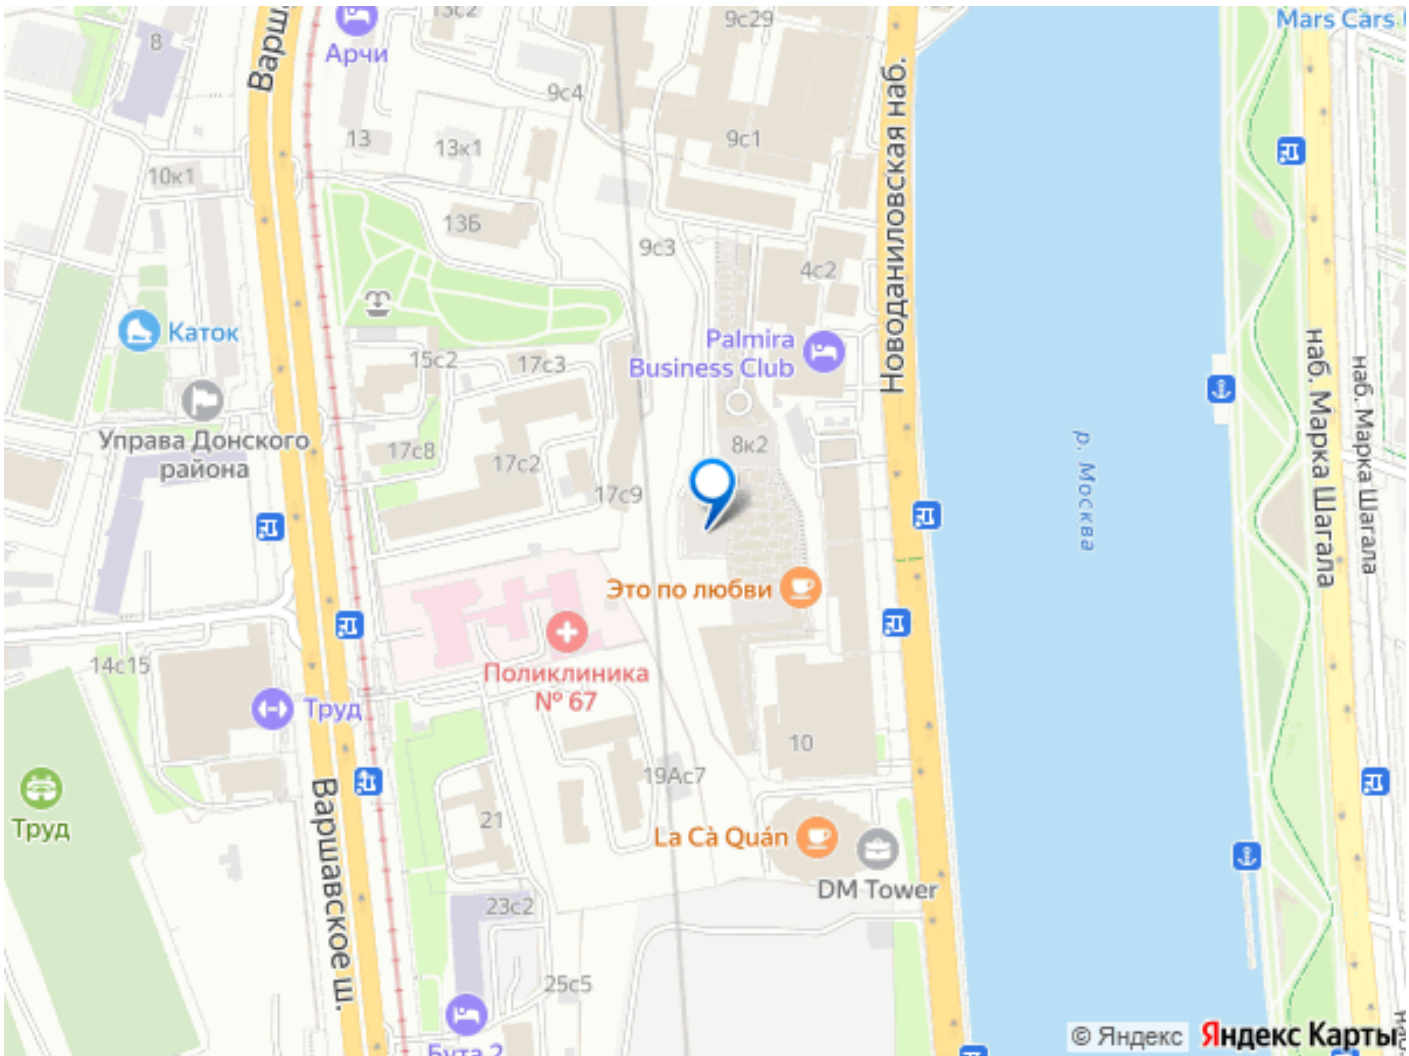 13с2
9с29
Mars Cars
8
Арчи
Варш
9с4
13
13к1
9с1
Новоданиловская наб.
10к1
13Б
9с3
4с2
Каток
Palmira
Business Club
15с2
17с3
наб. Марка Шагала
наб. Марка Шагала
Управа Донского
района
17с8
17с2
8к2
17с9
р. Москва
Это по любви
14с15
Поликлиника
№ 67
Труд
10
19Ас7
Труд
21
La Cà Quán
Варшавское ш.
DM Tower
23с2
25с5
Бута 2
© Яндекс
Яндекс Карты